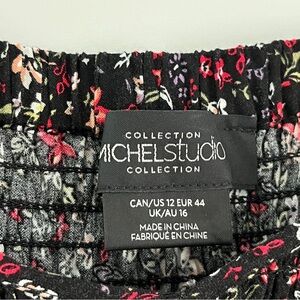 COLLECTION
MICHELstudio
COLLECTION
CAN/US 12 EUR 44
UK/AU 16
MADE IN CHINA
FABRIQUÉ EN CHINE